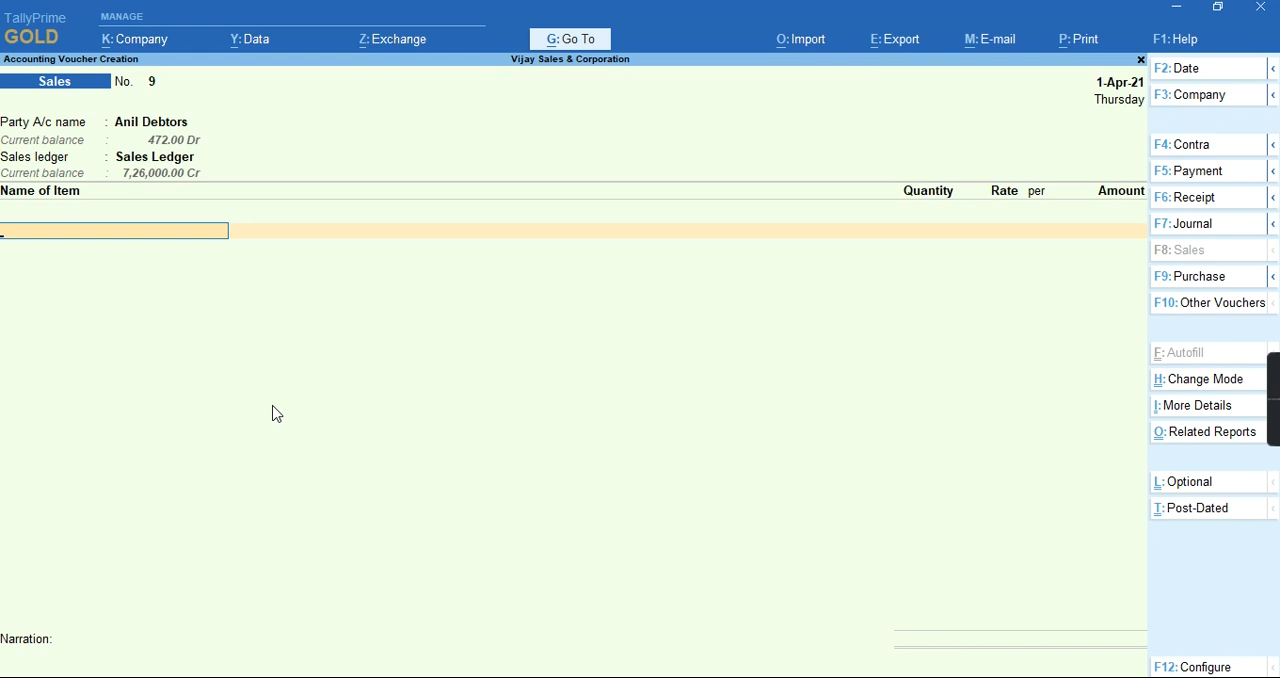 TallyPrime
GOLD
MANAGE
K: Company
Y: Data
Z: Exchange
G: Go To
O: Import
E: Export
M: E-mail
P: Print
F1: Help
Accounting Voucher Creation
Vijay Sales & Corporation
Sales No. 9
1-Apr-21
Thursday
Party A/c name : Anil Debtors
Current balance : 472.00 Dr
Sales ledger : Sales Ledger
Current balance : 7,26,000.00 Cr
Name of Item Quantity Rate per Amount
Narration:
F2: Date
F3: Company
F4: Contra
F5: Payment
F6: Receipt
F7: Journal
F8: Sales
F9: Purchase
F10: Other Vouchers
F: Autofill
H: Change Mode
I: More Details
O: Related Reports
L: Optional
T: Post-Dated
F12: Configure